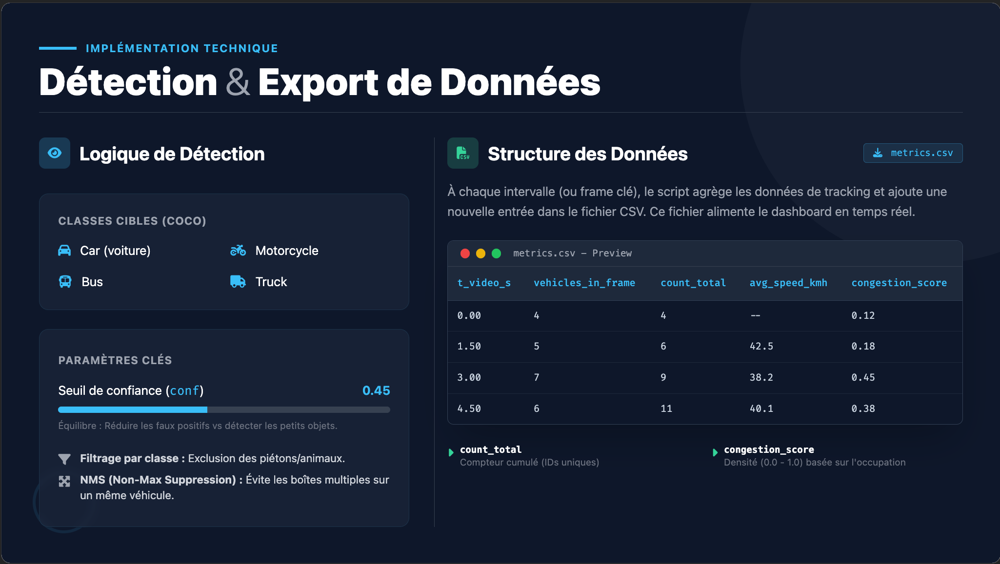 IMPLÉMENTATION TECHNIQUE
Détection & Export de Données
Logique de Détection
CLASSES CIBLES (COCO)
Car (voiture)
Motorcycle
Bus
Truck
PARAMÈTRES CLÉS
Seuil de confiance (conf) 0.45
Équilibre : Réduire les faux positifs vs détecter les petits objets.
Filtrage par classe : Exclusion des piétons/animaux.
NMS (Non-Max Suppression) : Évite les boîtes multiples sur
un même véhicule.
CSV
Structure des Données
metrics.csv
À chaque intervalle (ou frame clé), le script agrège les données de tracking et ajoute une
nouvelle entrée dans le fichier CSV. Ce fichier alimente le dashboard en temps réel.
metrics.csv — Preview
t_video_s vehicles_in_frame count_total avg_speed_kmh congestion_score
0.00 4 4 -- 0.12
1.50 5 6 42.5 0.18
3.00 7 9 38.2 0.45
4.50 6 11 40.1 0.38
count_total
Compteur cumulé (IDs uniques)
congestion_score
Densité (0.0 - 1.0) basée sur l'occupation